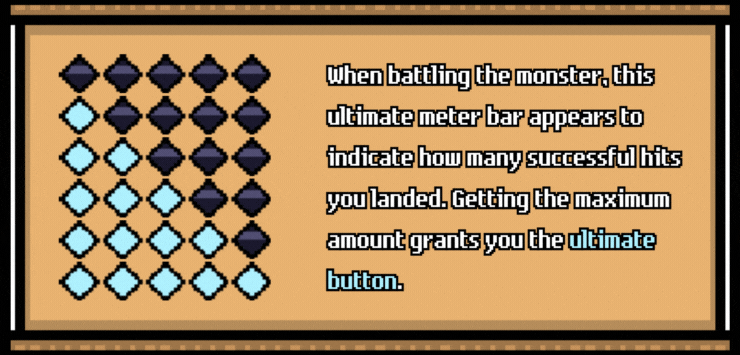 When battling the monster, this
ultimate meter bar appears to
indicate how many successful hits
you landed. Getting the maximum
amount grants you the ultimate
button.